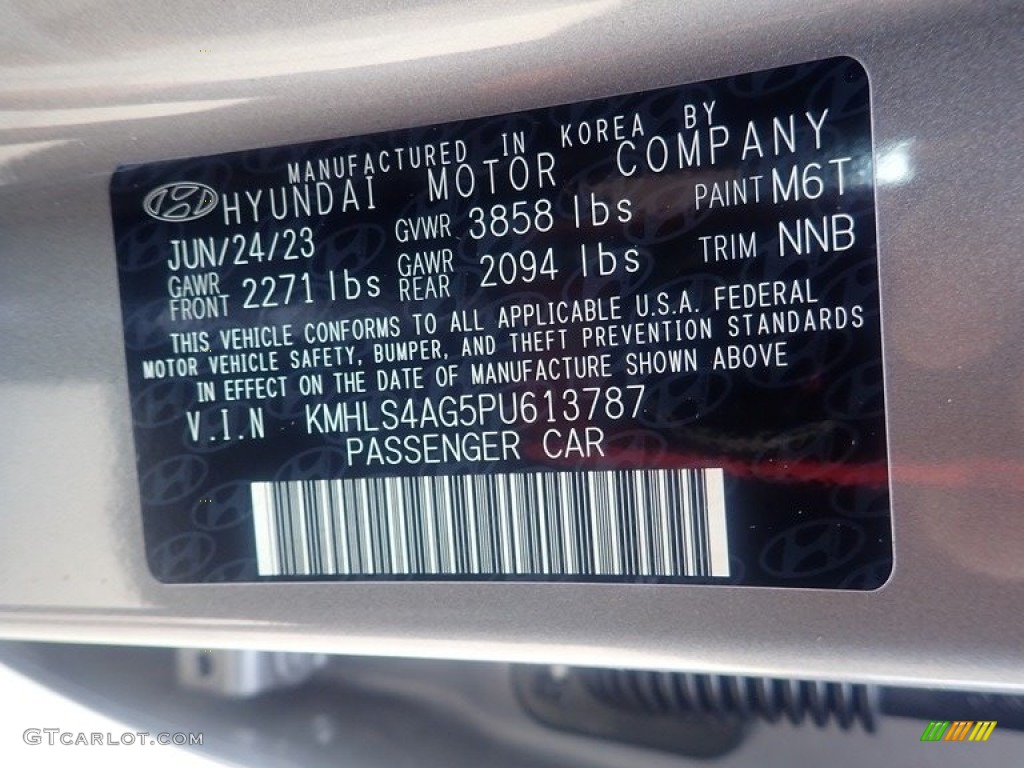 MANUFACTURED IN KOREA BY
HYUNDAI MOTOR COMPANY
JUN/24/23 GVWR 3858 lbs PAINT M6T
GAWR FRONT 2271 lbs GAWR REAR 2094 lbs TRIM NNB
THIS VEHICLE CONFORMS TO ALL APPLICABLE U.S.A. FEDERAL
MOTOR VEHICLE SAFETY, BUMPER, AND THEFT PREVENTION STANDARDS
IN EFFECT ON THE DATE OF MANUFACTURE SHOWN ABOVE
V.I.N KMHLS4AG5PU613787
PASSENGER CAR
GTCARLOT.COM